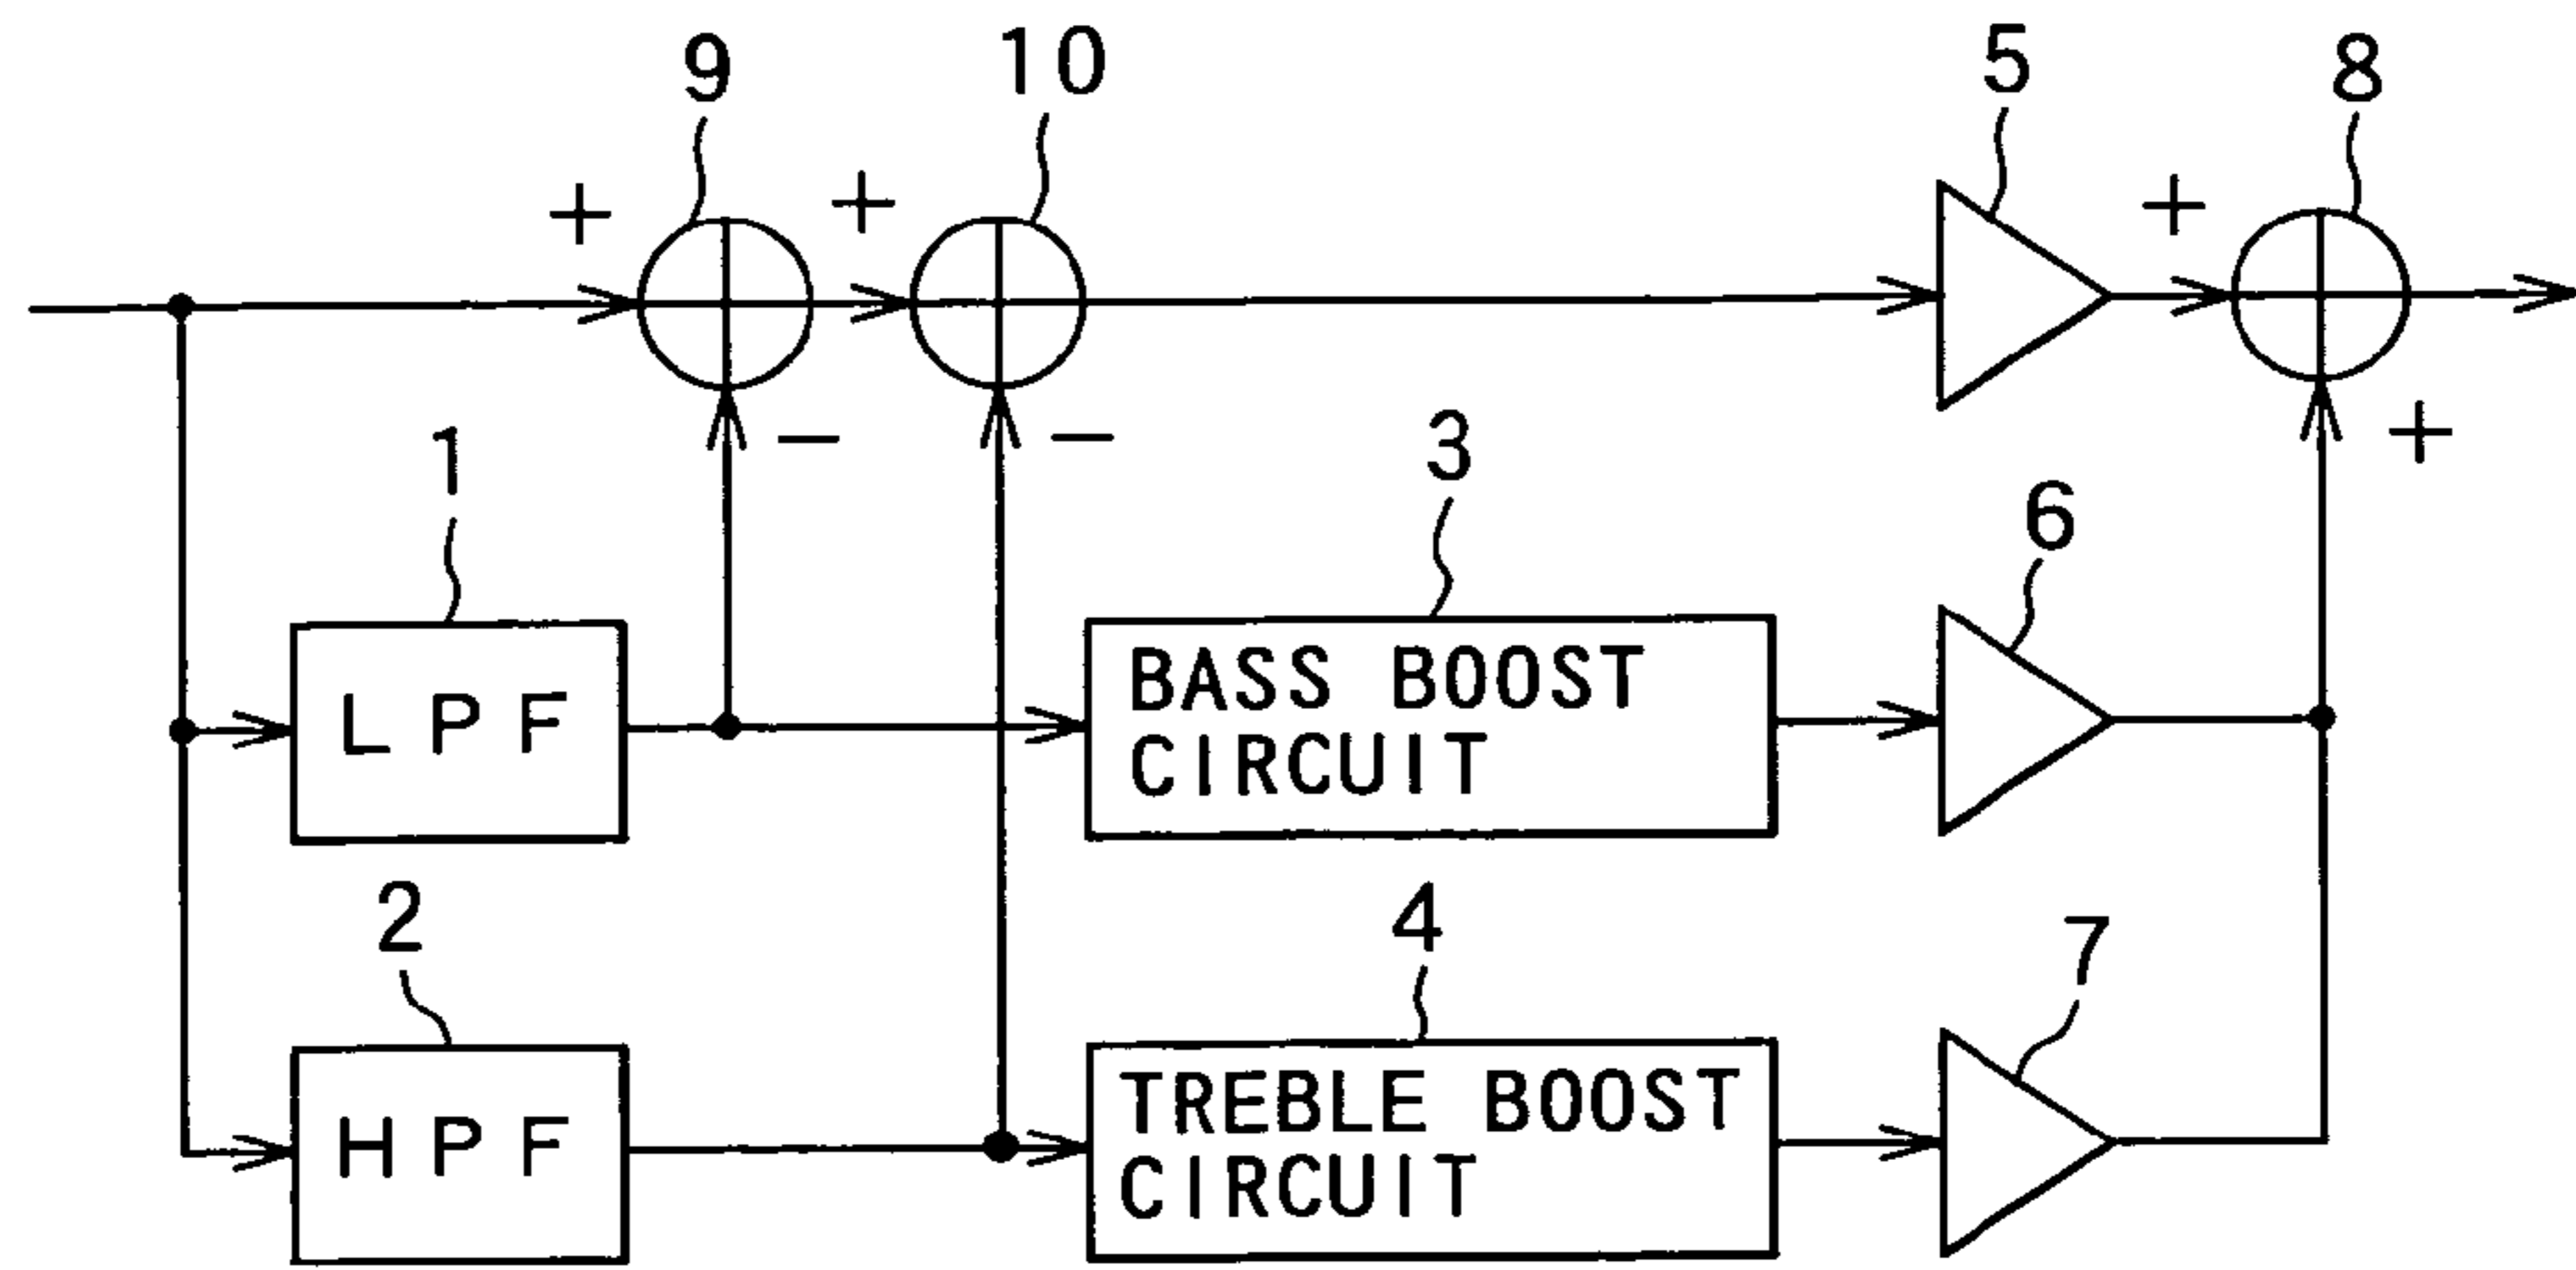 9
10
5
8
+
+
+
1
-
-
3
+
6
LPF
BASS BOOST
CIRCUIT
2
4
7
HPF
TREBLE BOOST
CIRCUIT